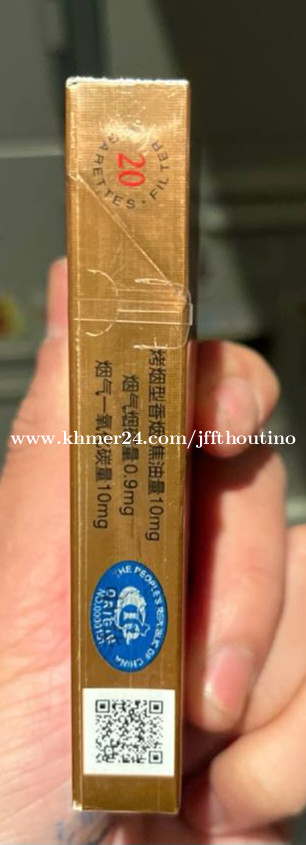 20
FILTER CIGARETTES
烤烟型香烟焦油量10mg
烟气烟碱量0.9mg
烟气一氧化碳量10mg
www.khmer24.com/jffthoutino
THE PEOPLE'S REPUBLIC OF CHINA
ORIGIN